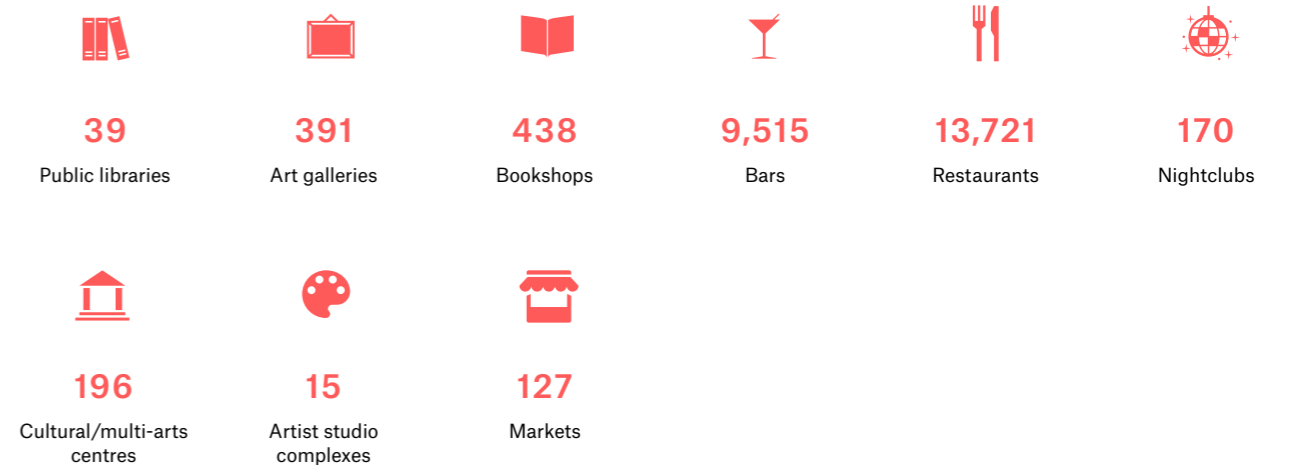 39
Public libraries
391
Art galleries
438
Bookshops
9,515
Bars
13,721
Restaurants
170
Nightclubs
196
Cultural/multi-arts
centres
15
Artist studio
complexes
127
Markets